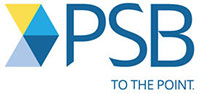 PSB
TO THE POINT.